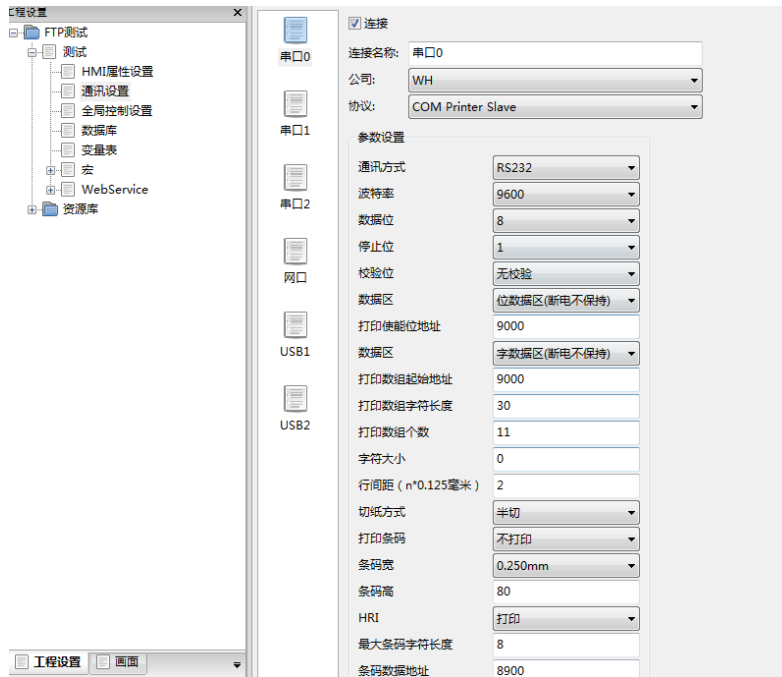 工程设置
FTP测试
测试
HMI属性设置
通讯设置
全局控制设置
数据库
变量表
宏
WebService
资源库
工程设置
画面
串口0
串口1
串口2
网口
USB1
USB2
连接
连接名称: 串口0
公司: WH
协议: COM Printer Slave
参数设置
通讯方式 RS232
波特率 9600
数据位 8
停止位 1
校验位 无校验
数据区 位数据区(断电不保持)
打印使能位地址 9000
数据区 字数据区(断电不保持)
打印数组起始地址 9000
打印数组字符长度 30
打印数组个数 11
字符大小 0
行间距（n*0.125毫米） 2
切纸方式 半切
打印条码 不打印
条码宽 0.250mm
条码高 80
HRI 打印
最大条码字符长度 8
条码数据地址 8900